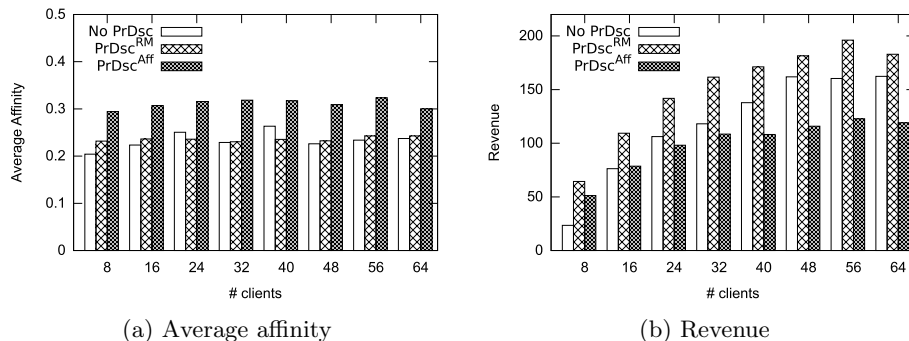 0.5
0.4
0.3
0.2
0.1
0
Average Affinity
No PrDsc
PrDsc^RM
PrDsc^Aff
8 16 24 32 40 48 56 64
# clients
(a) Average affinity
200
150
100
50
0
Revenue
No PrDsc
PrDsc^RM
PrDsc^Aff
8 16 24 32 40 48 56 64
# clients
(b) Revenue